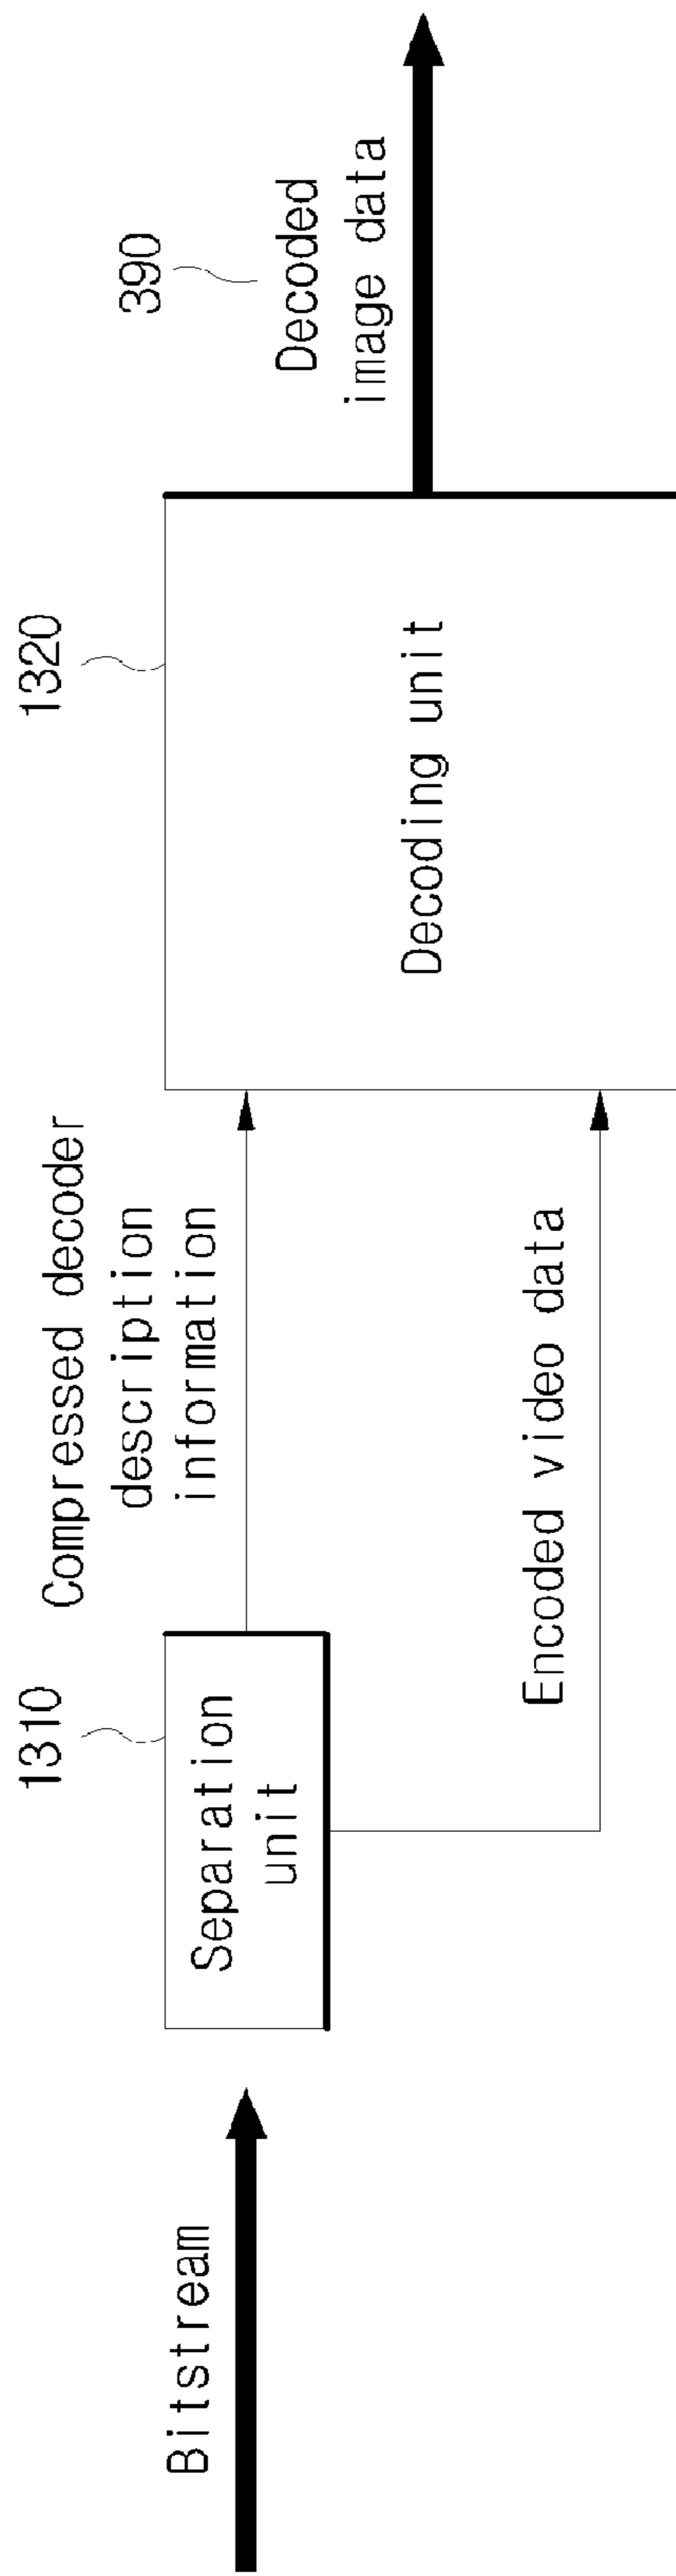 Bitstream
1310
Separation
unit
Compressed decoder
description
information
Encoded video data
1320
Decoding unit
390
Decoded
image data